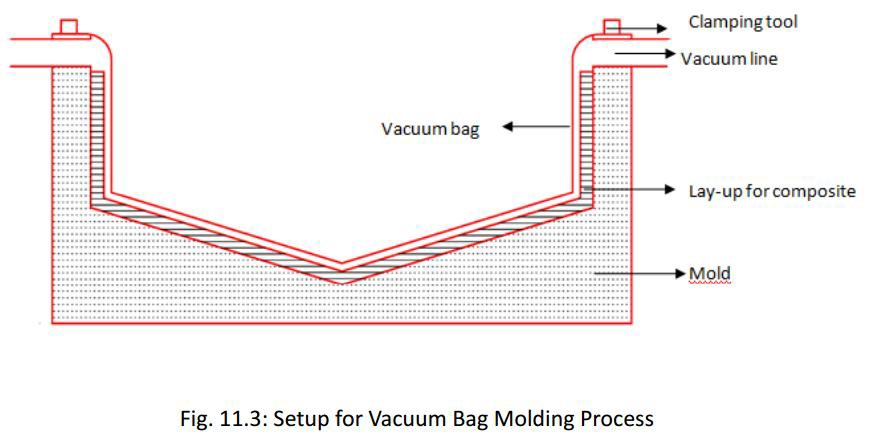 Clamping tool
Vacuum line
Vacuum bag
Lay-up for composite
Mold
Fig. 11.3: Setup for Vacuum Bag Molding Process